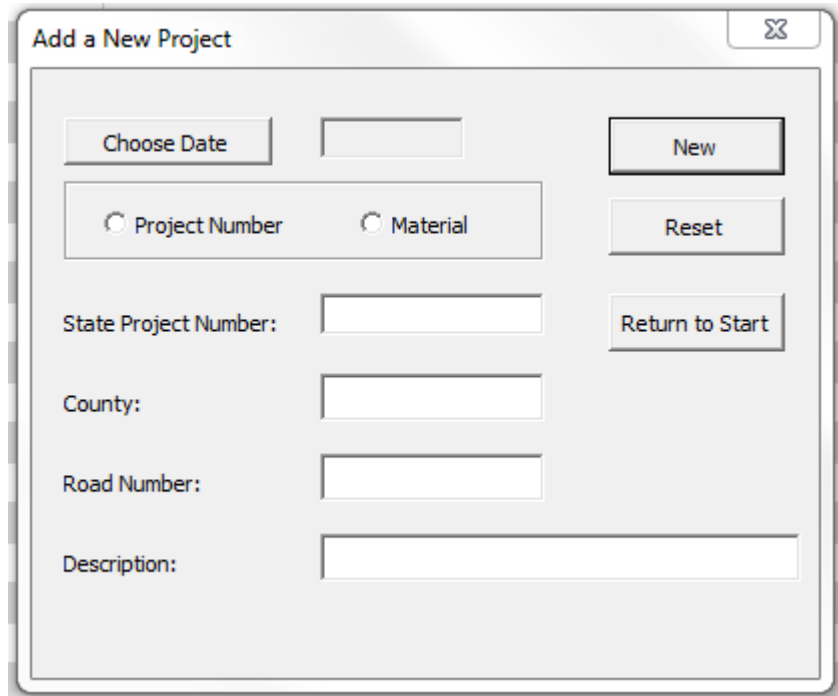 Add a New Project
Choose Date
New
Project Number
Material
Reset
State Project Number:
Return to Start
County:
Road Number:
Description: